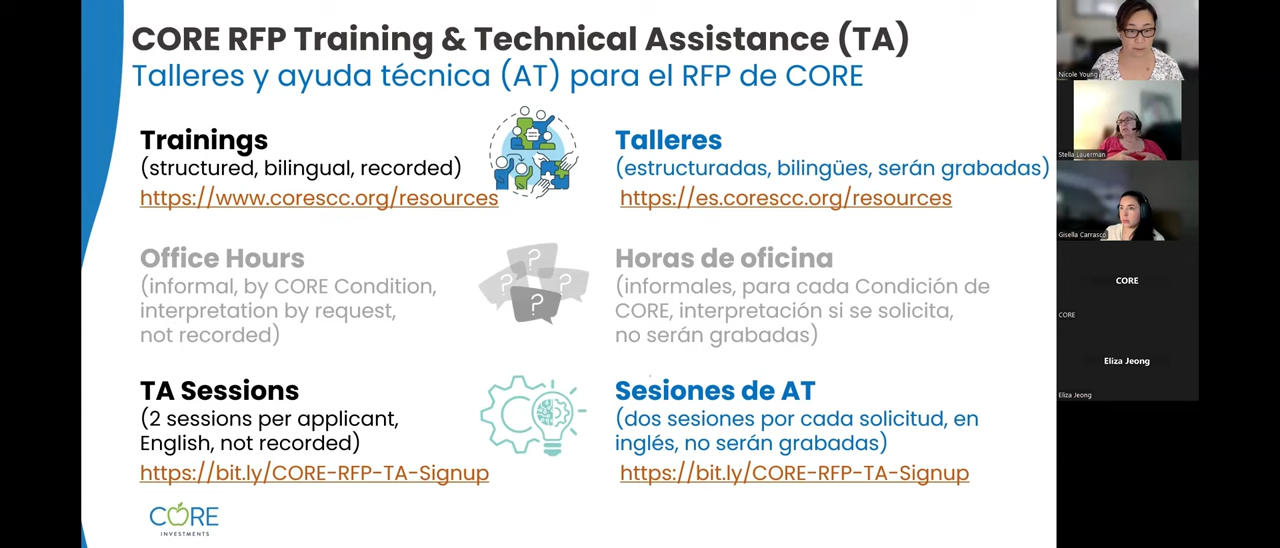 CORE RFP Training & Technical Assistance (TA)
Talleres y ayuda técnica (AT) para el RFP de CORE
Trainings
(structured, bilingual, recorded)
https://www.corescc.org/resources
Talleres
(estructuradas, bilingües, serán grabadas)
https://es.corescc.org/resources
Office Hours
(informal, by CORE Condition,
interpretation by request,
not recorded)
Horas de oficina
(informales, para cada Condición de
CORE, interpretación si se solicita,
no serán grabadas)
TA Sessions
(2 sessions per applicant,
English, not recorded)
https://bit.ly/CORE-RFP-TA-Signup
Sesiones de AT
(dos sesiones por cada solicitud, en
inglés, no serán grabadas)
https://bit.ly/CORE-RFP-TA-Signup
CORE
INVESTMENTS
Nicole Young
Stella Lauerman
Gisella Carrasco
CORE
CORE
Eliza Jeong
Eliza Jeong